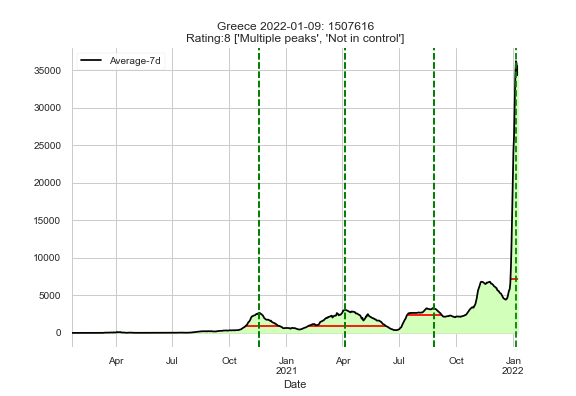 Greece 2022-01-09: 1507616
Rating:8 ['Multiple peaks', 'Not in control']
Average-7d
35000
30000
25000
20000
15000
10000
5000
0
Apr Jul Oct Jan Apr Jul Oct Jan
2021 2022
Date